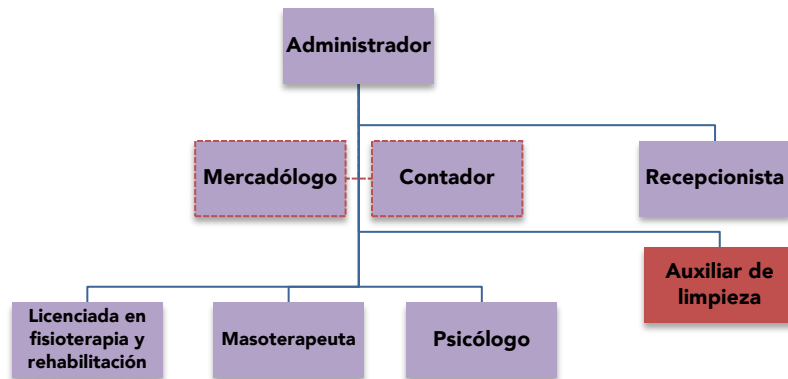 Administrador
Mercadólogo
Contador
Recepcionista
Auxiliar de
limpieza
Licenciada en
fisioterapia y
rehabilitación
Masoterapeuta
Psicólogo